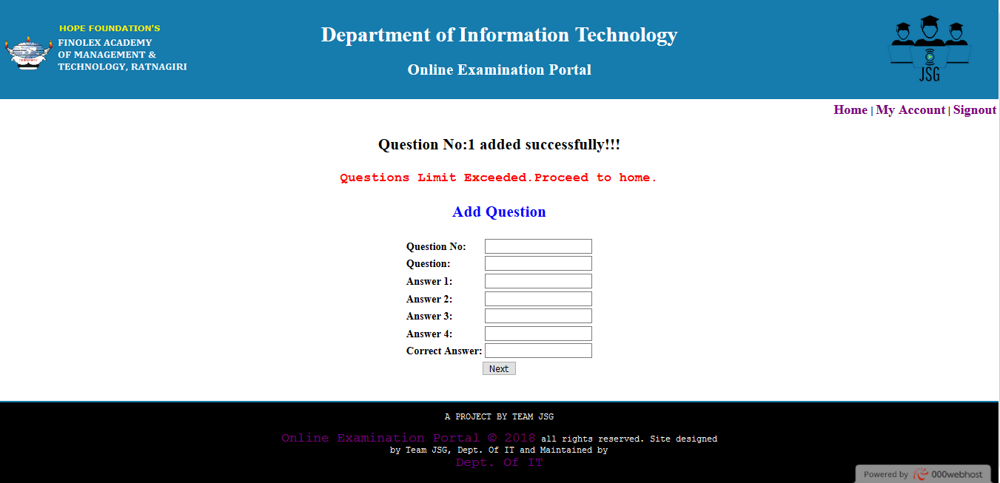 HOPE FOUNDATION'S
FINOLEX ACADEMY
OF MANAGEMENT &
TECHNOLOGY, RATNAGIRI
Department of Information Technology
Online Examination Portal
JSG
Home | My Account | Signout
Question No:1 added successfully!!!
Questions Limit Exceeded.Proceed to home.
Add Question
Question No:
Question:
Answer 1:
Answer 2:
Answer 3:
Answer 4:
Correct Answer:
Next
A PROJECT BY TEAM JSG
Online Examination Portal © 2018 all rights reserved. Site designed
by Team JSG, Dept. Of IT and Maintained by
Dept. Of IT
Powered by 000webhost